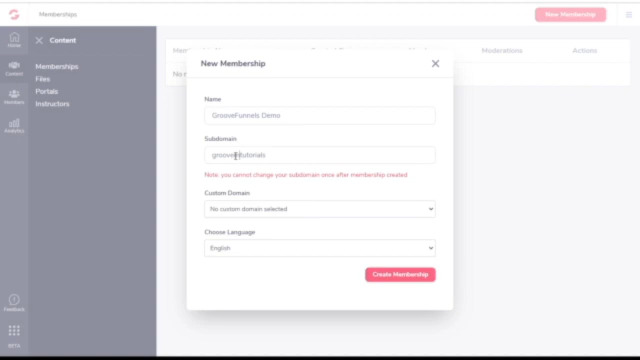 Memberships
New Membership
Home
Content
Members
Analytics
Feedback
BETA
Content
Memberships
Files
Portals
Instructors
Moderations
Actions
New Membership
Name
GrooveFunnels Demo
Subdomain
Note: you cannot change your subdomain once after membership created
Custom Domain
No custom domain selected
Choose Language
English
Create Membership